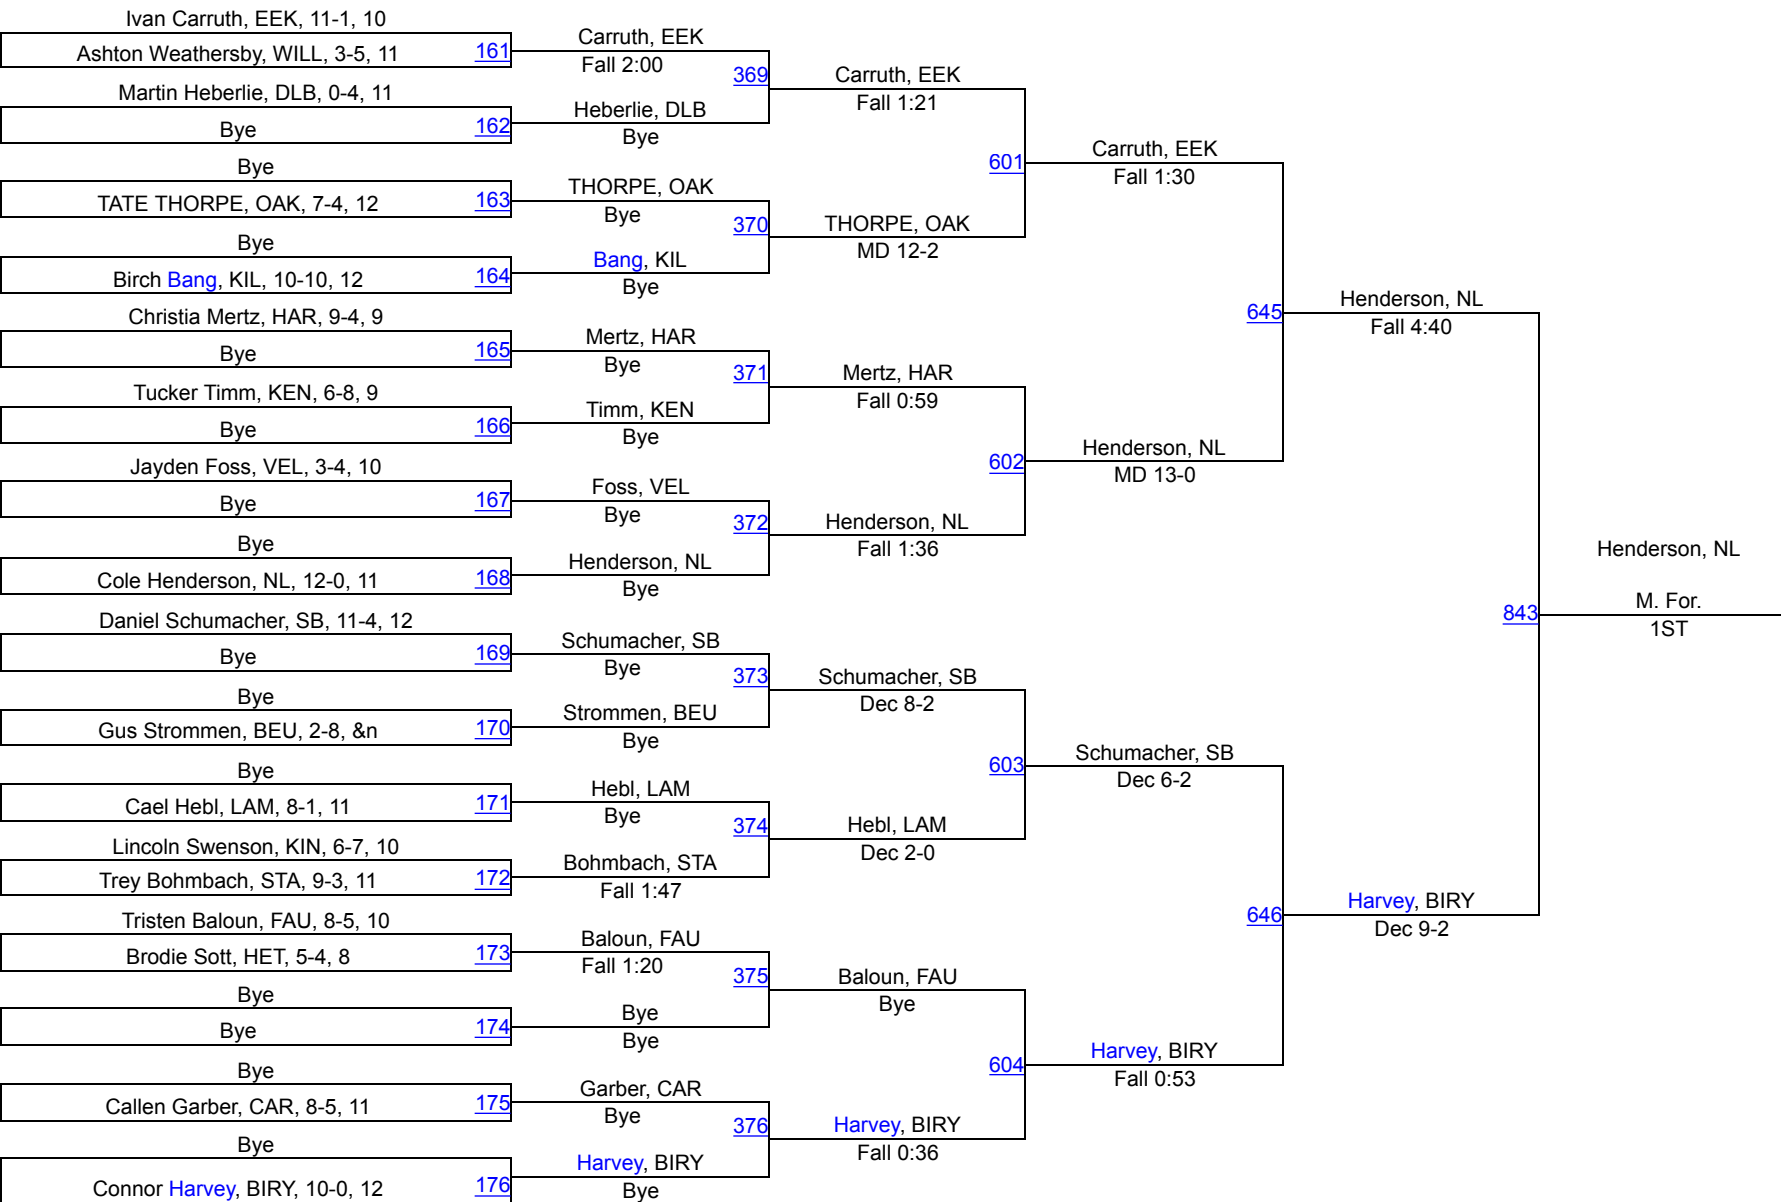 Ivan Carruth, EEK, 11-1, 10
Ashton Weathersby, WILL, 3-5, 11
161
Martin Heberlie, DLB, 0-4, 11
Bye
162
Bye
TATE THORPE, OAK, 7-4, 12
163
Bye
Birch Bang, KIL, 10-10, 12
164
Christia Mertz, HAR, 9-4, 9
Bye
165
Tucker Timm, KEN, 6-8, 9
Bye
166
Jayden Foss, VEL, 3-4, 10
Bye
167
Bye
Cole Henderson, NL, 12-0, 11
168
Daniel Schumacher, SB, 11-4, 12
Bye
169
Bye
Gus Strommen, BEU, 2-8, &n
170
Bye
Cael Hebl, LAM, 8-1, 11
171
Lincoln Swenson, KIN, 6-7, 10
Trey Bohmbach, STA, 9-3, 11
172
Tristen Baloun, FAU, 8-5, 10
Brodie Sott, HET, 5-4, 8
173
Bye
Bye
174
Bye
Callen Garber, CAR, 8-5, 11
175
Bye
Connor Harvey, BIRY, 10-0, 12
176
Carruth, EEK
Fall 2:00
369
Heberlie, DLB
Bye
THORPE, OAK
Bye
370
Bang, KIL
Bye
Mertz, HAR
Bye
371
Timm, KEN
Bye
Foss, VEL
Bye
372
Henderson, NL
Bye
Schumacher, SB
Bye
373
Strommen, BEU
Bye
Hebl, LAM
Bye
374
Bohmbach, STA
Fall 1:47
Baloun, FAU
Fall 1:20
375
Bye
Bye
Garber, CAR
Bye
376
Harvey, BIRY
Bye
Carruth, EEK
Fall 1:21
601
THORPE, OAK
MD 12-2
Mertz, HAR
Fall 0:59
602
Henderson, NL
Fall 1:36
Schumacher, SB
Dec 8-2
603
Hebl, LAM
Dec 2-0
Baloun, FAU
Bye
604
Harvey, BIRY
Fall 0:36
Carruth, EEK
Fall 1:30
645
Henderson, NL
MD 13-0
Schumacher, SB
Dec 6-2
646
Harvey, BIRY
Fall 0:53
Henderson, NL
Fall 4:40
843
Harvey, BIRY
Dec 9-2
Henderson, NL
M. For.
1ST